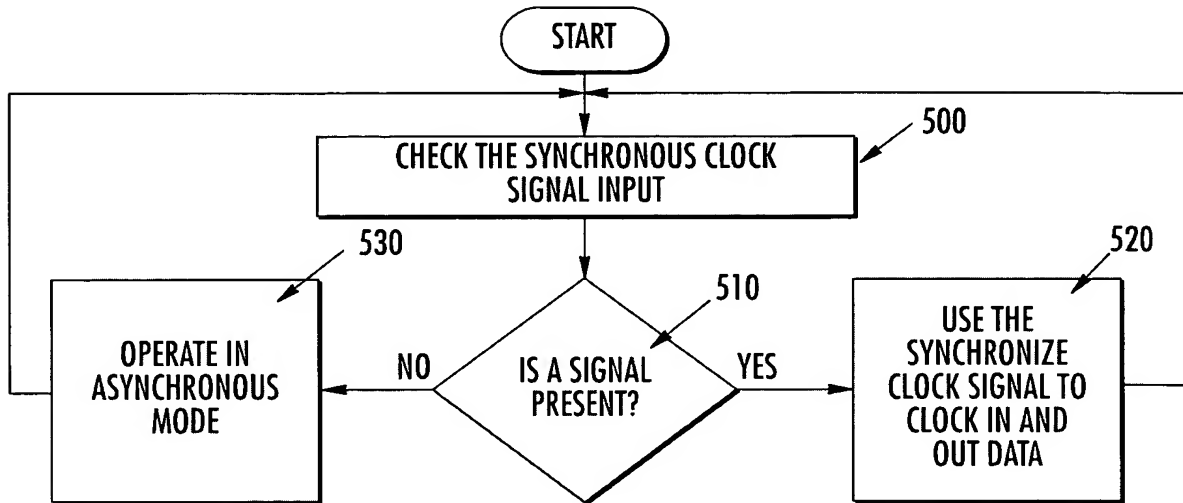 START
500
CHECK THE SYNCHRONOUS CLOCK
SIGNAL INPUT
530
510
520
OPERATE IN
ASYNCHRONOUS
MODE
NO
IS A SIGNAL
PRESENT?
YES
USE THE
SYNCHRONIZE
CLOCK SIGNAL TO
CLOCK IN AND
OUT DATA